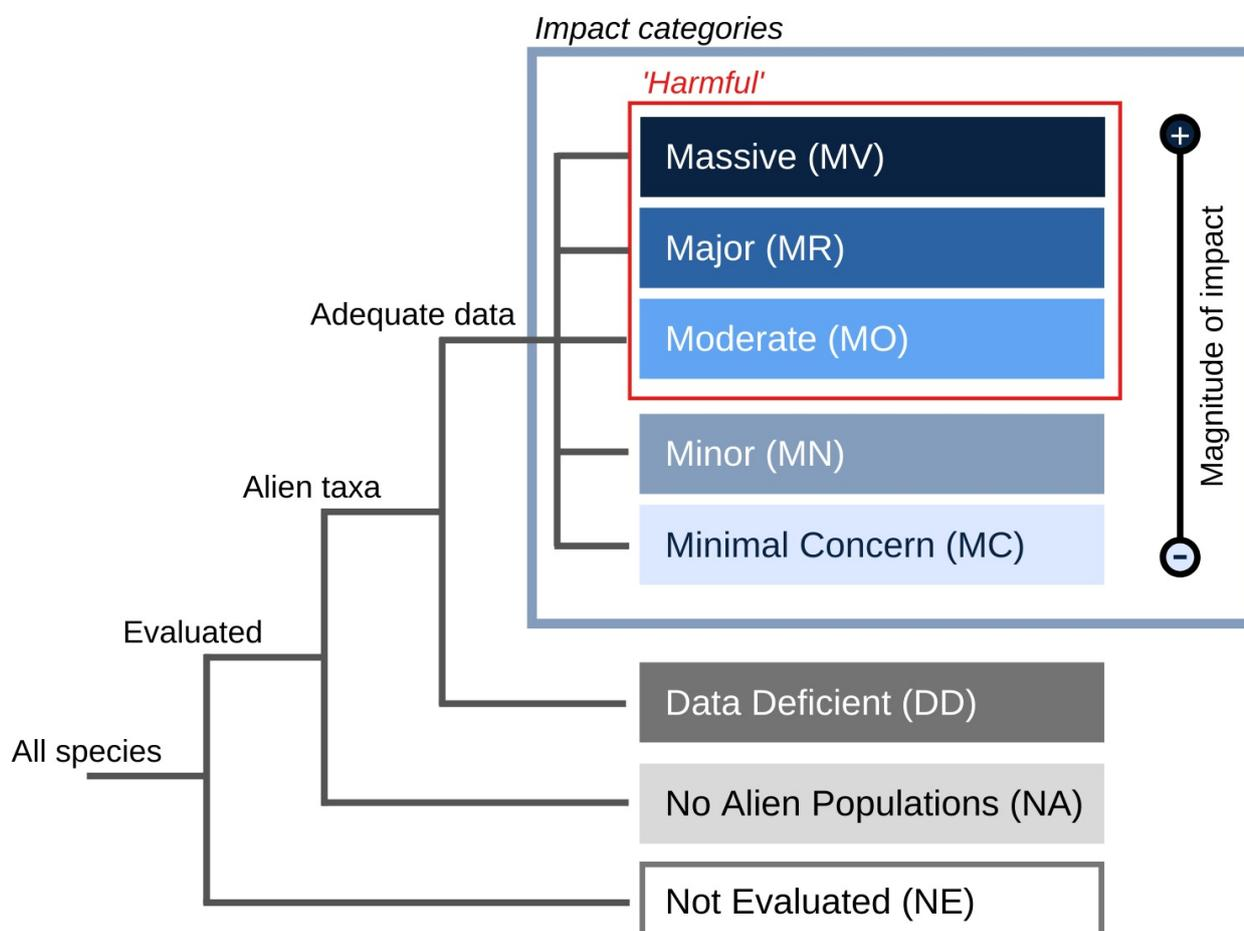 Impact categories
'Harmful'
Massive (MV)
+
Major (MR)
Adequate data
Moderate (MO)
Magnitude of impact
Minor (MN)
Alien taxa
Minimal Concern (MC)
-
Evaluated
Data Deficient (DD)
All species
No Alien Populations (NA)
Not Evaluated (NE)